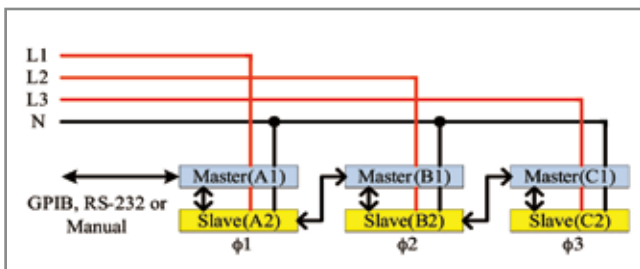 L1
L2
L3
N
Master(A1) Master(B1) Master(C1)
GPIB, RS-232 or
Manual
Slave(A2) Slave(B2) Slave(C2)
ϕ1 ϕ2 ϕ3